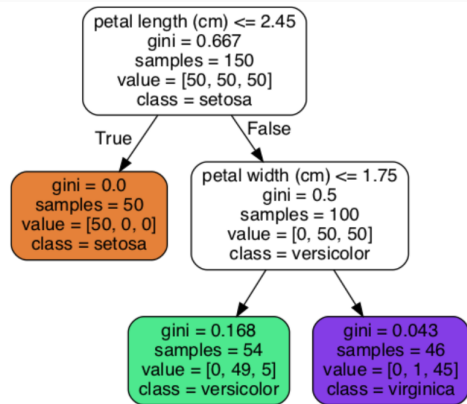 petal length (cm) <= 2.45
gini = 0.667
samples = 150
value = [50, 50, 50]
class = setosa
True
False
gini = 0.0
samples = 50
value = [50, 0, 0]
class = setosa
petal width (cm) <= 1.75
gini = 0.5
samples = 100
value = [0, 50, 50]
class = versicolor
gini = 0.168
samples = 54
value = [0, 49, 5]
class = versicolor
gini = 0.043
samples = 46
value = [0, 1, 45]
class = virginica